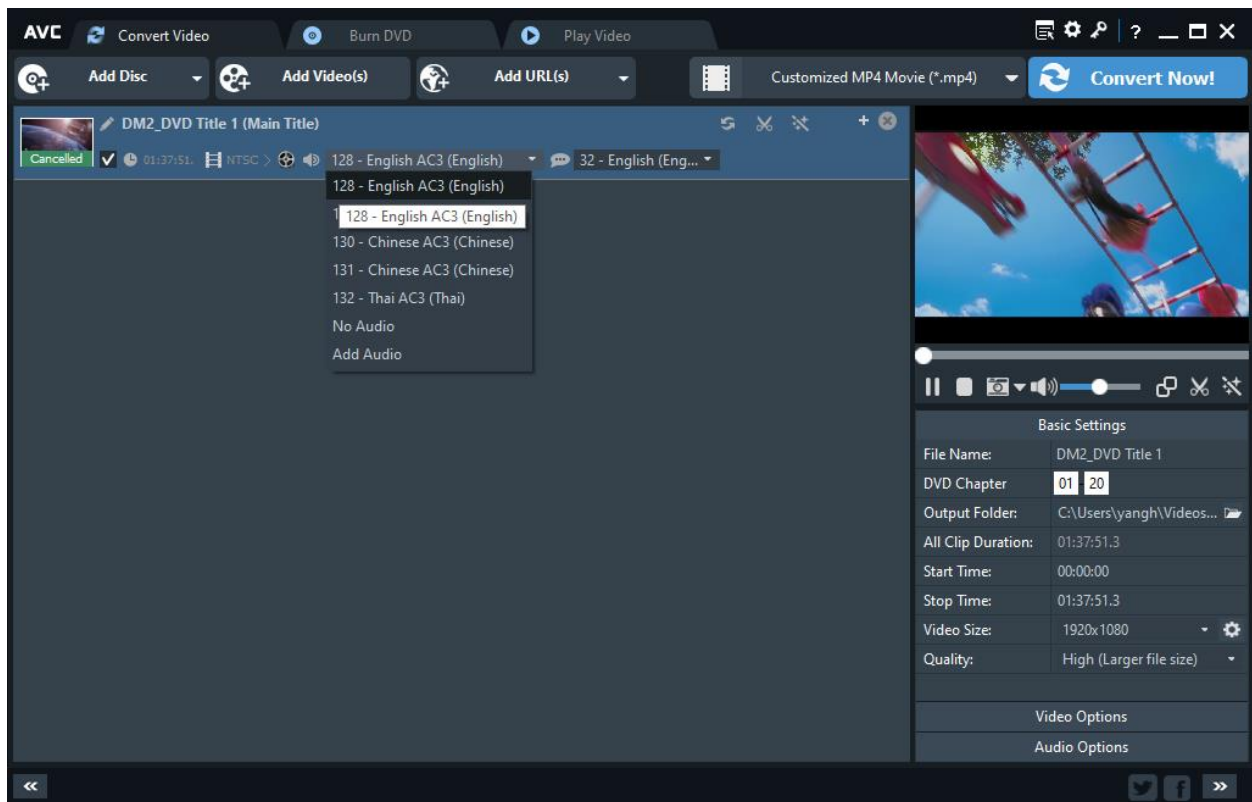 AVC Convert Video Burn DVD Play Video ?
Add Disc Add Video(s) Add URL(s) Customized MP4 Movie (*.mp4) Convert Now!
DM2_DVD Title 1 (Main Title)
Cancelled 01:37:51. NTSC > 128 - English AC3 (English) 32 - English (Eng...
128 - English AC3 (English)
1
128 - English AC3 (English)
130 - Chinese AC3 (Chinese)
131 - Chinese AC3 (Chinese)
132 - Thai AC3 (Thai)
No Audio
Add Audio
Basic Settings
File Name: DM2_DVD Title 1
DVD Chapter 01 - 20
Output Folder: C:\Users\yangh\Videos...
All Clip Duration: 01:37:51.3
Start Time: 00:00:00
Stop Time: 01:37:51.3
Video Size: 1920x1080
Quality: High (Larger file size)
Video Options
Audio Options